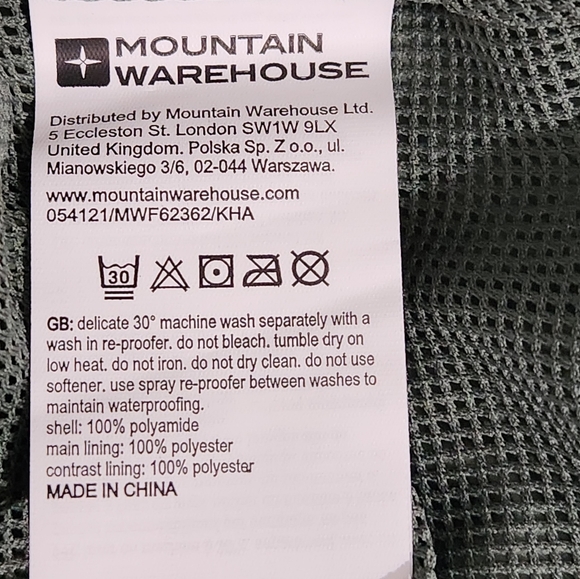 MOUNTAIN
WAREHOUSE
Distributed by Mountain Warehouse Ltd.
5 Eccleston St. London SW1W 9LX
United Kingdom. Polska Sp. Z o.o., ul.
Mianowskiego 3/6, 02-044 Warszawa.
www.mountainwarehouse.com
054121/MWF62362/KHA
30
GB: delicate 30° machine wash separately with a
wash in re-proofer. do not bleach. tumble dry on
low heat. do not iron. do not dry clean. do not use
softener. use spray re-proofer between washes to
maintain waterproofing.
shell: 100% polyamide
main lining: 100% polyester
contrast lining: 100% polyester
MADE IN CHINA